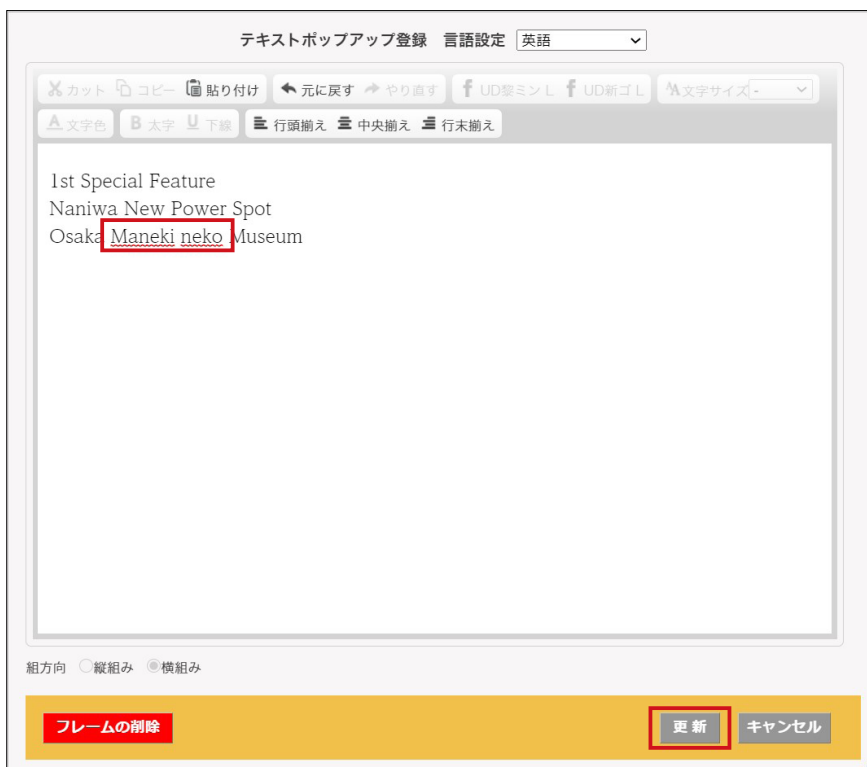 テキストポップアップ登録 言語設定 英語
カット コピー 貼り付け 元に戻す やり直す UD黎ミン L UD新ゴ L 文字サイズ -
A 文字色 B 太字 U 下線 行頭揃え 中央揃え 行末揃え
1st Special Feature
Naniwa New Power Spot
Osaka Maneki neko Museum
組方向 縦組み 横組み
フレームの削除 更新 キャンセル